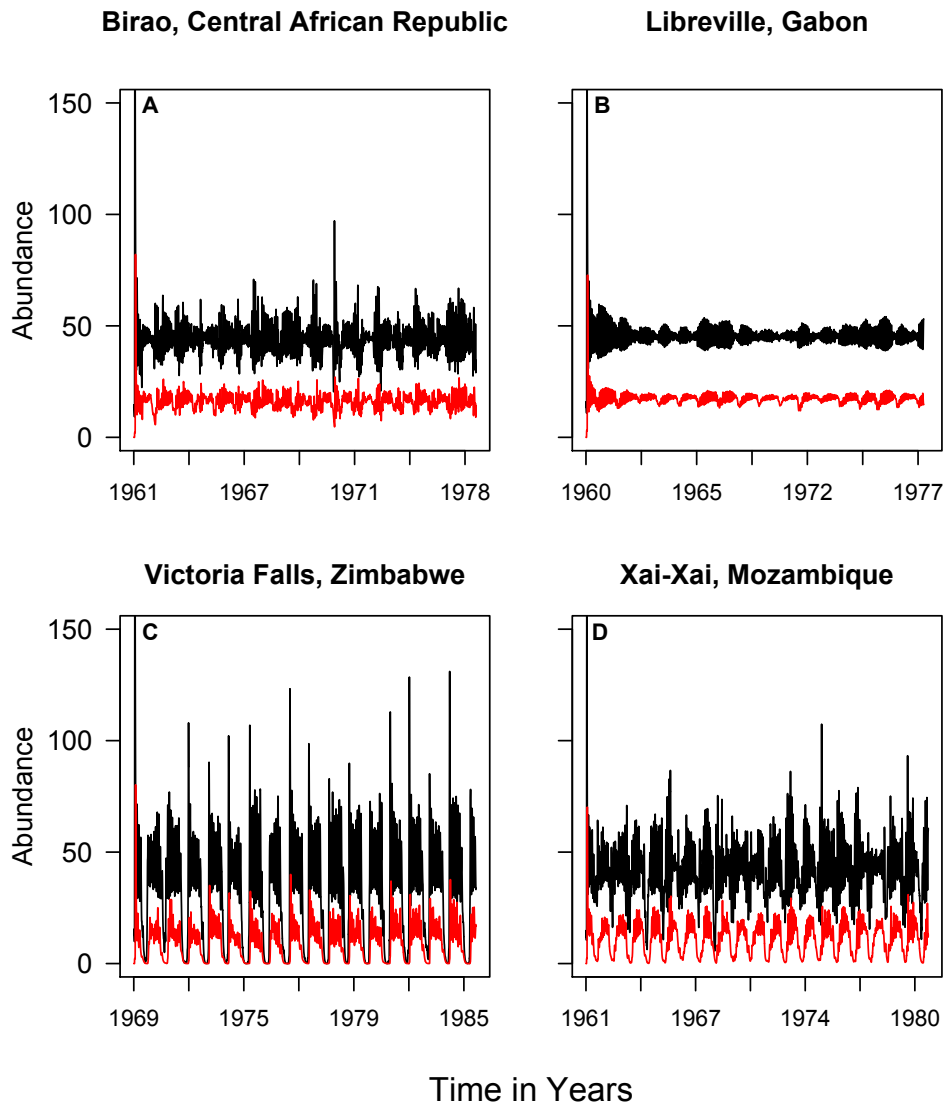 Birao, Central African Republic
Libreville, Gabon
A
B
150
100
50
0
Abundance
1961 1967 1971 1978
1960 1965 1972 1977
Victoria Falls, Zimbabwe
Xai-Xai, Mozambique
C
D
150
100
50
0
Abundance
1969 1975 1979 1985
1961 1967 1974 1980
Time in Years